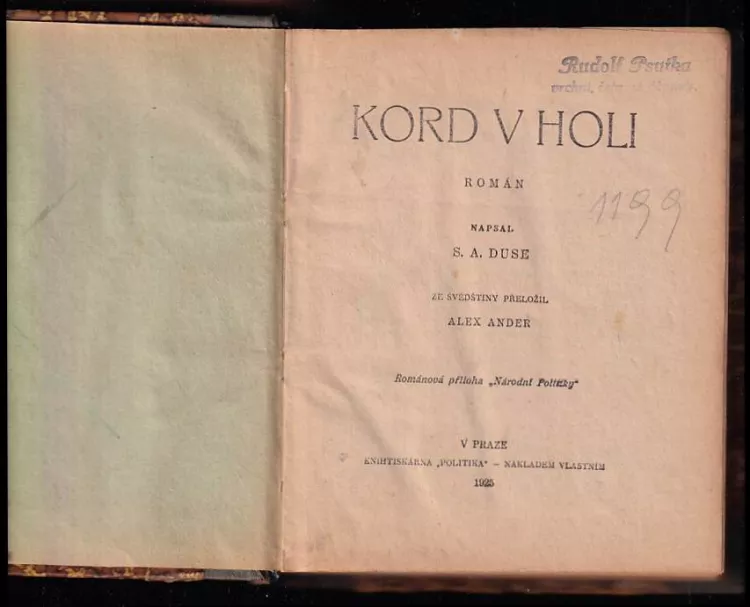 Rudolf
KORD V HOLI
ROMÁN
NAPSAL
S. A. DUSE
ZE ŠVÉDŠTINY PŘELOŽIL
ALEX ANDER
Románová příloha „Národní Politiky“
V PRAZE
KNIHTISKÁRNA „POLITIKA“ – NÁKLADEM VLASTNÍM
1925
1199